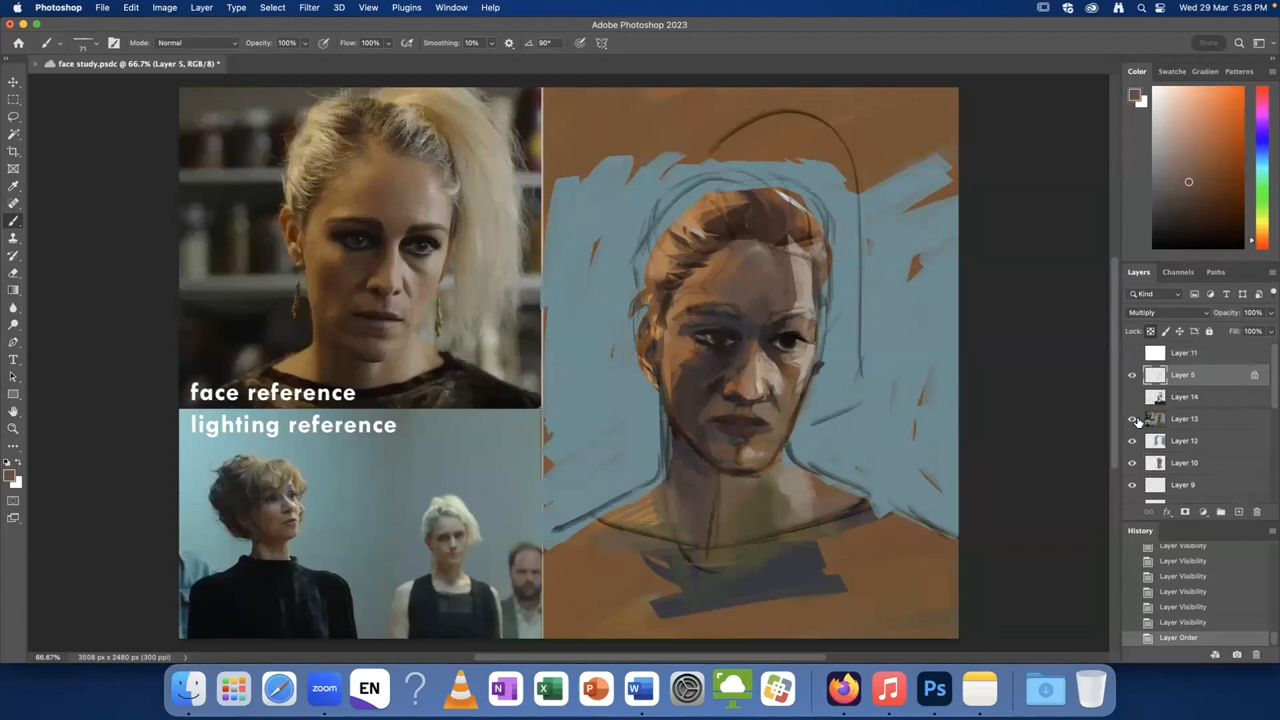 Photoshop File Edit Image Layer Type Select Filter 3D View Plugins Window Help Wed 29 Mar 5:28 PM
Adobe Photoshop 2023
71 Mode: Normal Opacity: 100% Flow: 100% Smoothing: 10% 90° Share
face study.psdc @ 66.7% (Layer 5, RGB/8) *
Color Swatche Gradien Patterns
face reference
lighting reference
Layers Channels Paths
Kind
Multiply Opacity: 100%
Lock: Fill: 100%
Layer 11
Layer 5
Layer 14
Layer 13
Layer 12
Layer 10
Layer 9
fx
History
Layer Visibility
Layer Visibility
Layer Visibility
Layer Visibility
Layer Visibility
Layer Visibility
Layer Order
66.67% 3508 px x 2480 px (300 ppi)
zoom EN ? N X P W Ps